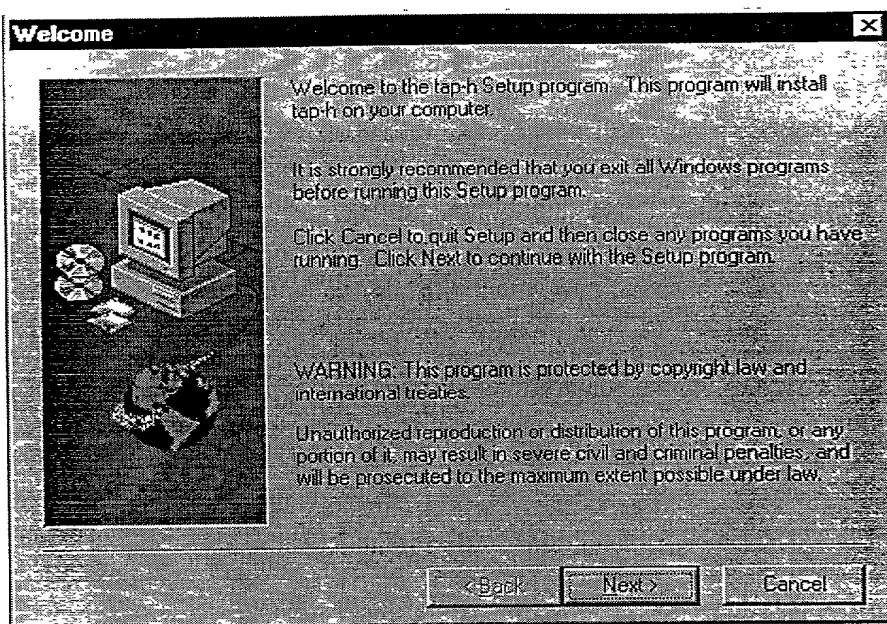 Welcome
Welcome to the tap-h Setup program. This program will install
tap-h on your computer.
It is strongly recommended that you exit all Windows programs
before running this Setup program.
Click Cancel to quit Setup and then close any programs you have
running. Click Next to continue with the Setup program.
WARNING: This program is protected by copyright law and
international treaties.
Unauthorized reproduction or distribution of this program, or any
portion of it, may result in severe civil and criminal penalties, and
will be prosecuted to the maximum extent possible under law.
< Back
Next >
Cancel